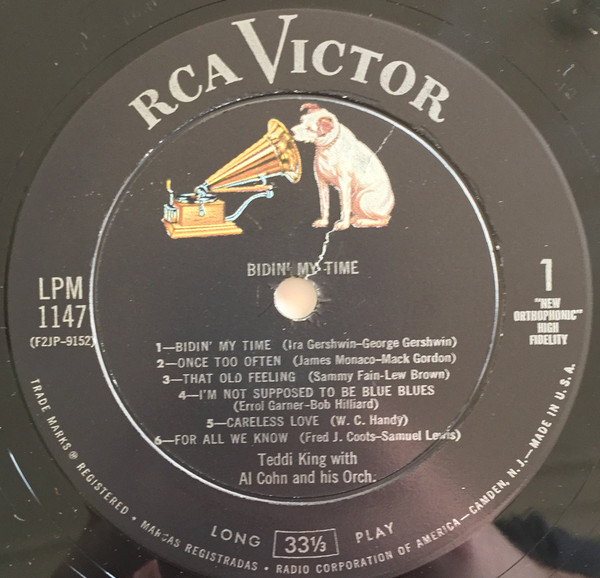 RCA VICTOR
BIDIN' MY TIME
LPM
1147
(F2JP-9152)
1
"NEW
ORTHOPHONIC"
HIGH
FIDELITY
1—BIDIN' MY TIME (Ira Gershwin-George Gershwin)
2—ONCE TOO OFTEN (James Monaco-Mack Gordon)
3—THAT OLD FEELING (Sammy Fain-Lew Brown)
4—I'M NOT SUPPOSED TO BE BLUE BLUES
(Errol Garner-Bob Hilliard)
5—CARELESS LOVE (W. C. Handy)
6—FOR ALL WE KNOW (Fred J. Coots-Samuel Lewis)
Teddi King with
Al Cohn and his Orch.
LONG 33⅓ PLAY
TRADE MARKS ® REGISTERED • MARCAS REGISTRADAS • RADIO CORPORATION OF AMERICA—CAMDEN, N. J.—MADE IN U.S.A.